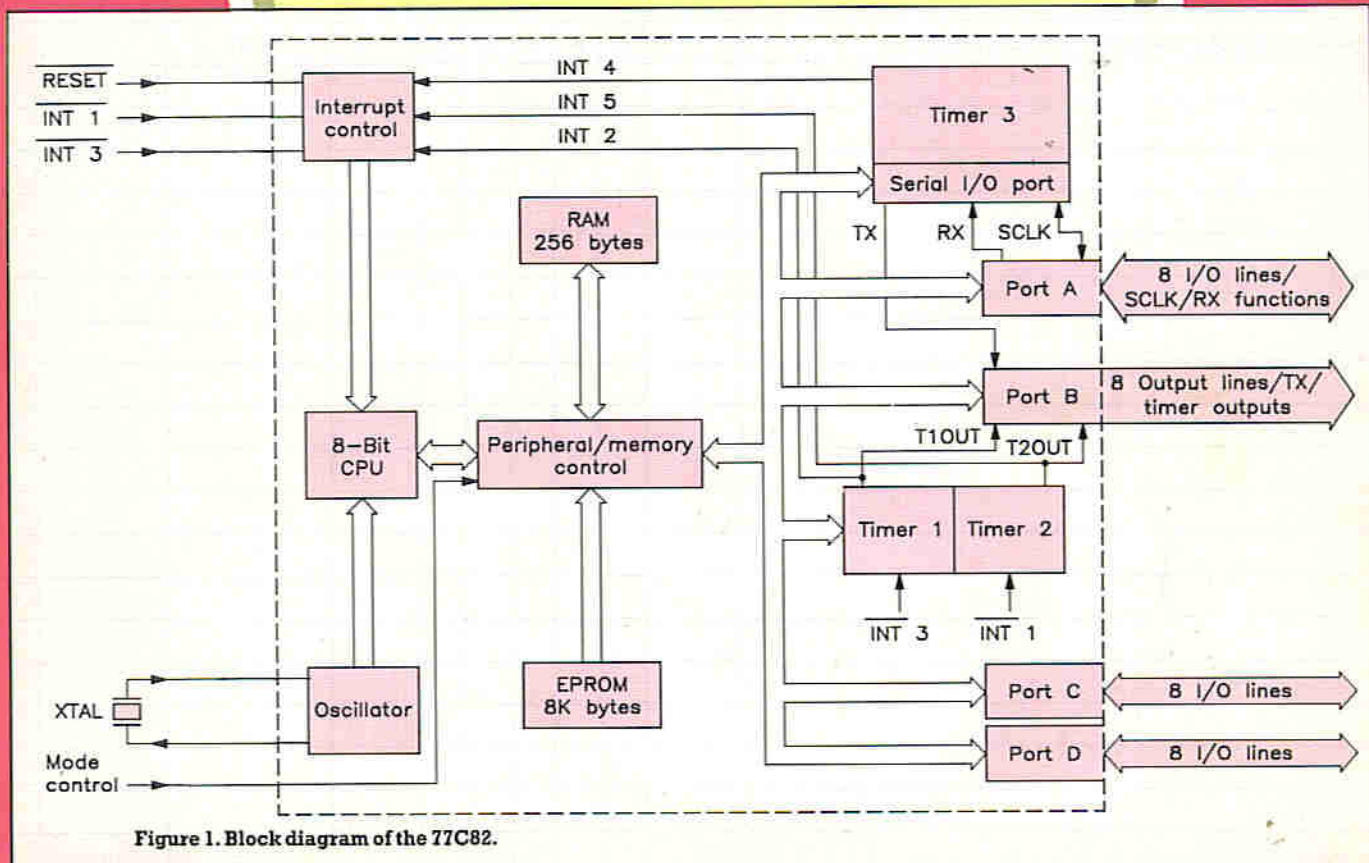 RESET
INT 1
INT 3
Interrupt
control
INT 4
INT 5
INT 2
Timer 3
Serial I/O port
TX
RX
SCLK
RAM
256 bytes
Port A
8 I/O lines/
SCLK/RX functions
Port B
8 Output lines/TX/
timer outputs
T1OUT
T2OUT
8-Bit
CPU
Peripheral/memory
control
Timer 1
Timer 2
INT 3
INT 1
XTAL
Oscillator
EPROM
8K bytes
Port C
8 I/O lines
Port D
8 I/O lines
Mode
control
Figure 1. Block diagram of the 77C82.